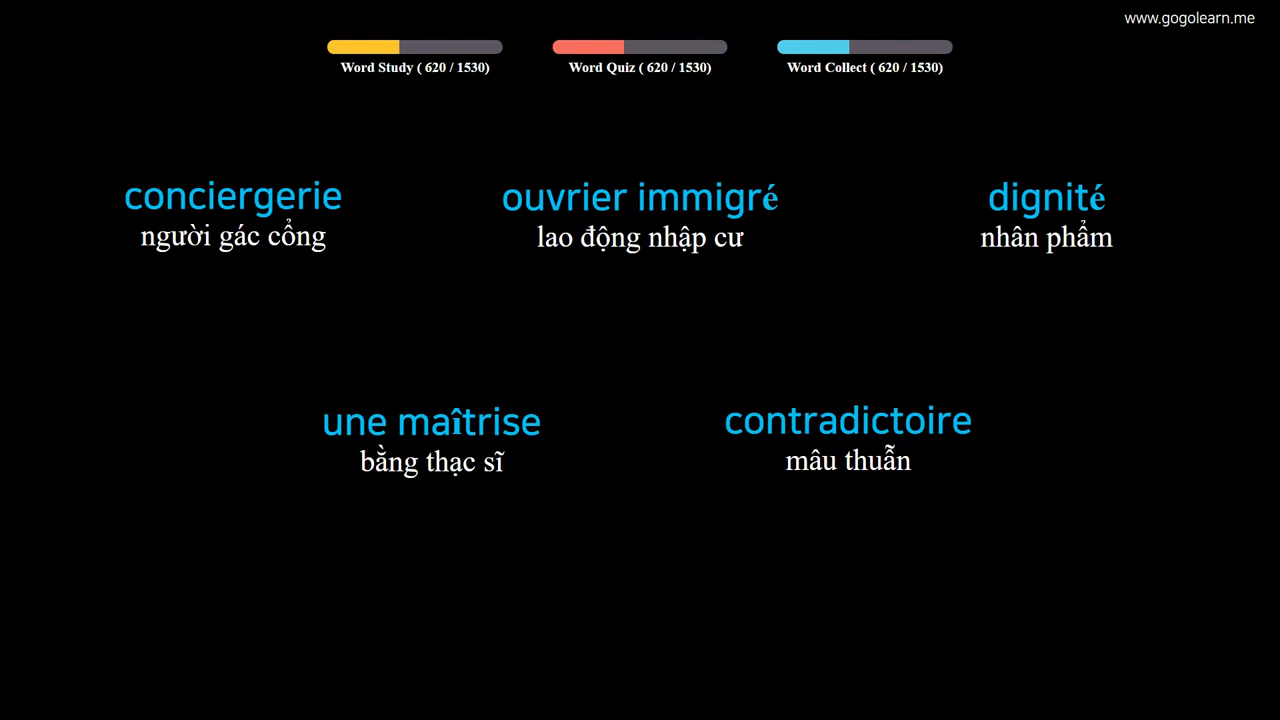 www.gogolearn.me
Word Study ( 620 / 1530)
Word Quiz ( 620 / 1530)
Word Collect ( 620 / 1530)
conciergerie
người gác cổng
ouvrier immigré
lao động nhập cư
dignité
nhân phẩm
une maîtrise
bằng thạc sĩ
contradictoire
mâu thuẫn